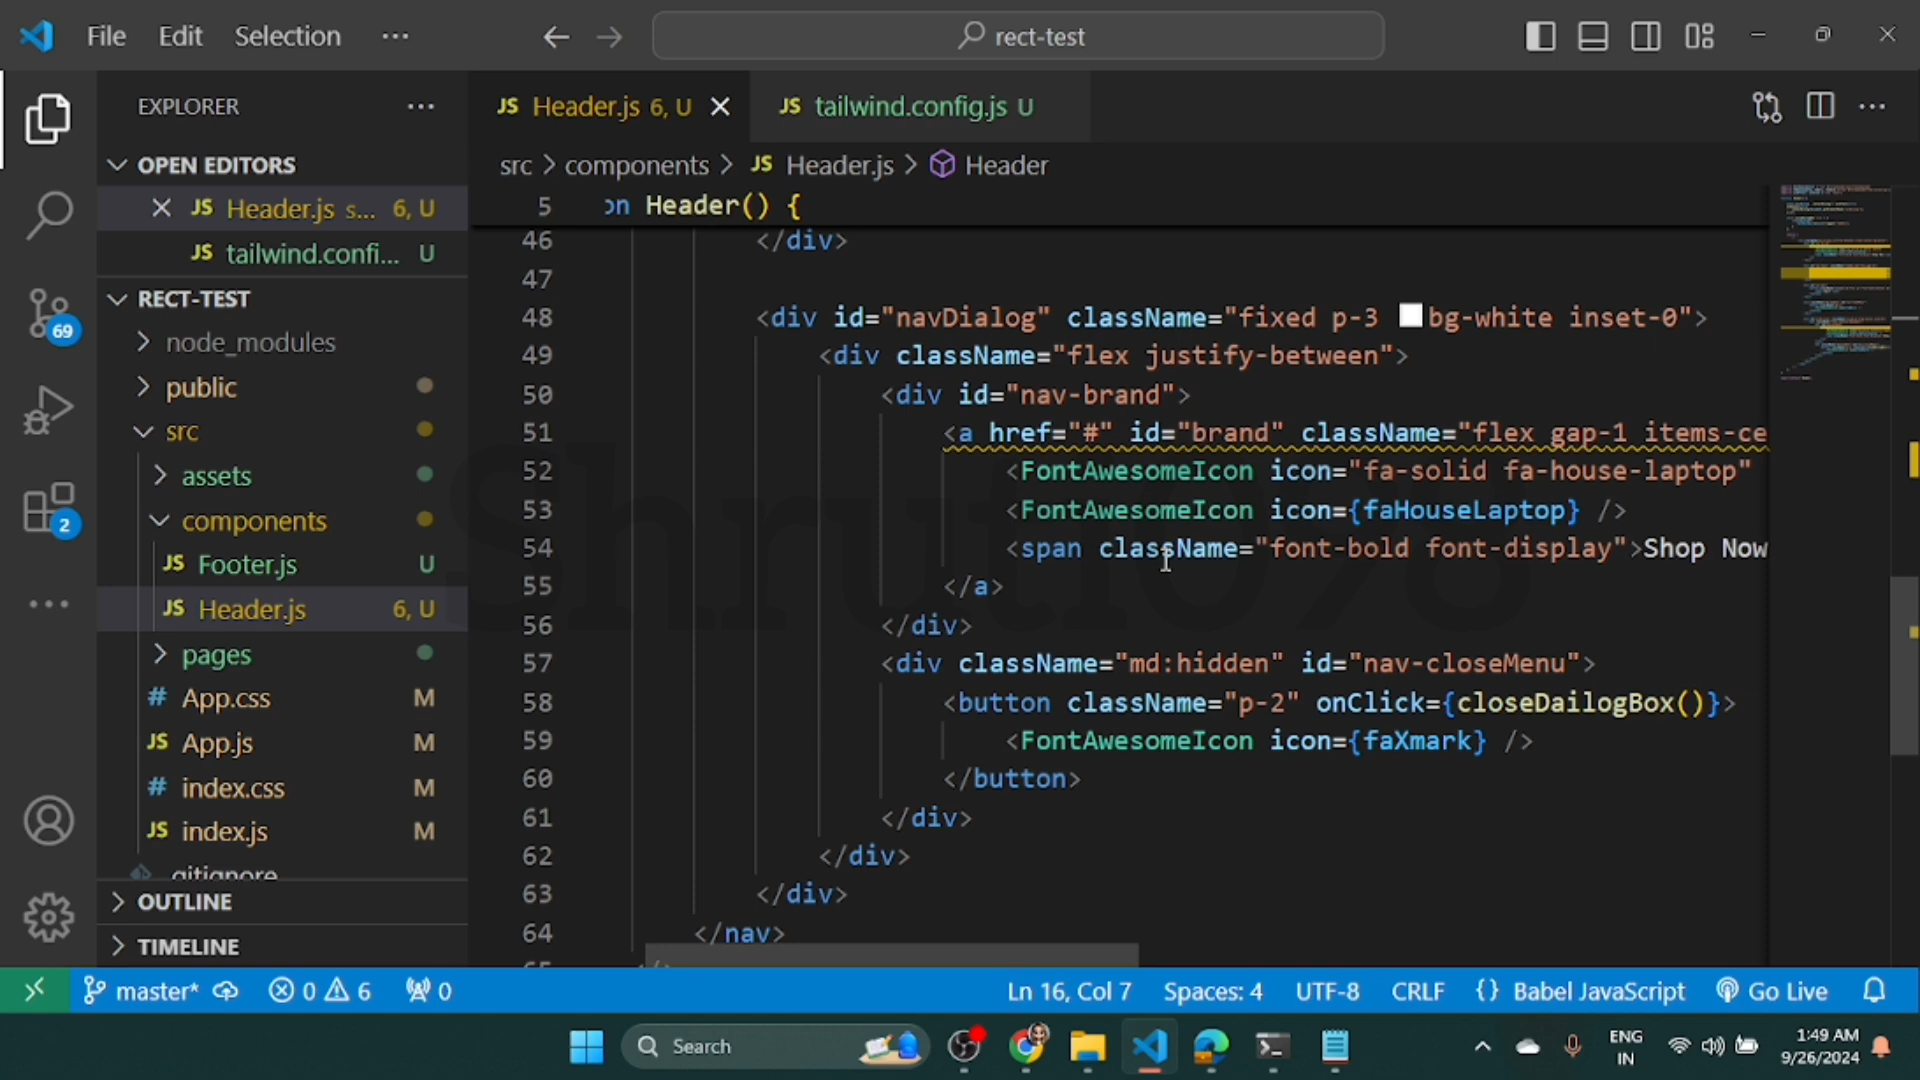 File Edit Selection ··· rect-test
EXPLORER ···
OPEN EDITORS
JS Header.js s... 6, U
JS tailwind.confi... U
RECT-TEST
node_modules
public
src
assets
components
JS Footer.js U
JS Header.js 6, U
pages
# App.css M
JS App.js M
# index.css M
JS index.js M
.gitignore
OUTLINE
TIMELINE
69
2
JS Header.js 6, U JS tailwind.config.js U
src > components > JS Header.js > Header
5 on Header() {
46 </div>
47
48 <div id="navDialog" className="fixed p-3 bg-white inset-0">
49 <div className="flex justify-between">
50 <div id="nav-brand">
51 <a href="#" id="brand" className="flex gap-1 items-ce
52 <FontAwesomeIcon icon="fa-solid fa-house-laptop"
53 <FontAwesomeIcon icon={faHouseLaptop} />
54 <span className="font-bold font-display">Shop Now
55 </a>
56 </div>
57 <div className="md:hidden" id="nav-closeMenu">
58 <button className="p-2" onClick={closeDailogBox()}>
59 <FontAwesomeIcon icon={faXmark} />
60 </button>
61 </div>
62 </div>
63 </div>
64 </nav>
master* 0 6 0 Ln 16, Col 7 Spaces: 4 UTF-8 CRLF {} Babel JavaScript Go Live
Search ENG IN 1:49 AM 9/26/2024